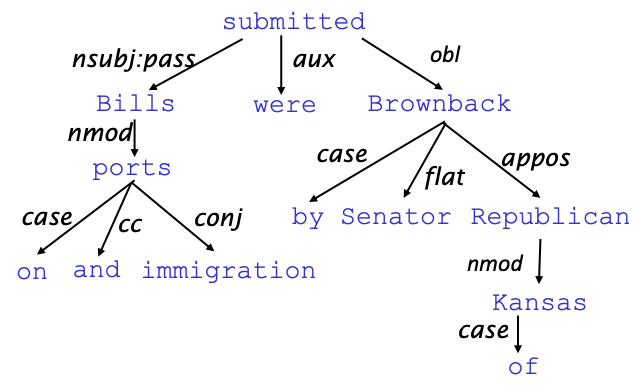 submitted
nsubj:pass aux obl
Bills were Brownback
nmod
ports
case flat appos
case cc conj
by Senator Republican
on and immigration
nmod
Kansas
case
of